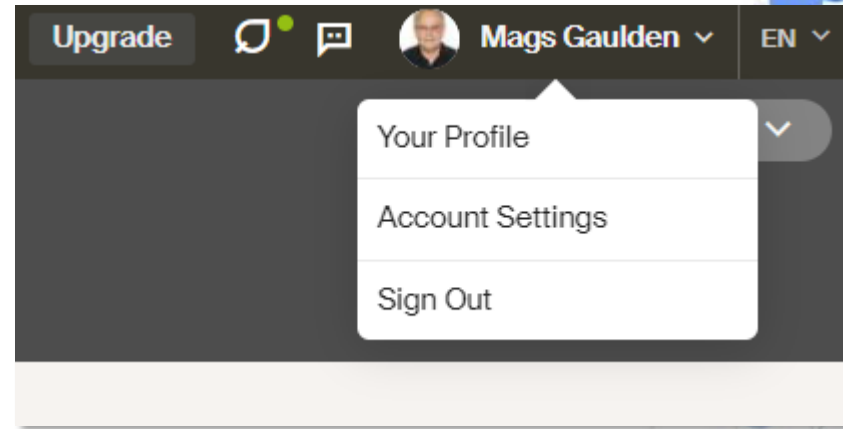 Upgrade Mags Gaulden EN
Your Profile
Account Settings
Sign Out